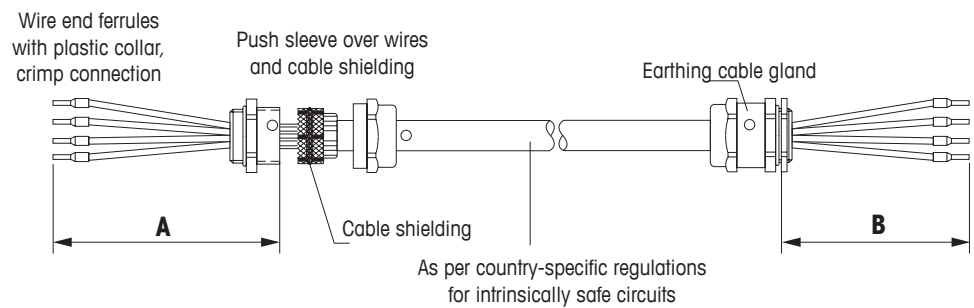 Wire end ferrules
with plastic collar,
crimp connection
Push sleeve over wires
and cable shielding
Earthing cable gland
A
Cable shielding
B
As per country-specific regulations
for intrinsically safe circuits